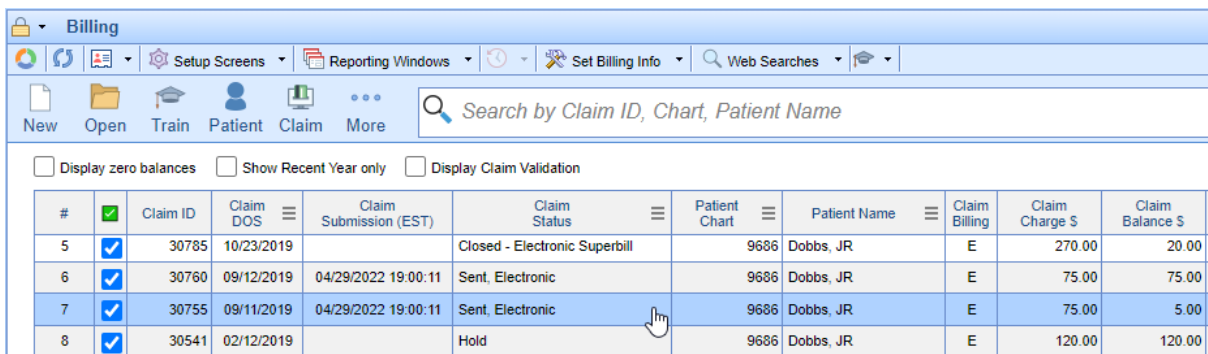 Billing
Setup Screens Reporting Windows Set Billing Info Web Searches
New Open Train Patient Claim More Search by Claim ID, Chart, Patient Name
Display zero balances Show Recent Year only Display Claim Validation
# Claim ID Claim DOS Claim Submission (EST) Claim Status Patient Chart Patient Name Claim Billing Claim Charge $ Claim Balance $
5 30785 10/23/2019 Closed - Electronic Superbill 9686 Dobbs, JR E 270.00 20.00
6 30760 09/12/2019 04/29/2022 19:00:11 Sent, Electronic 9686 Dobbs, JR E 75.00 75.00
7 30755 09/11/2019 04/29/2022 19:00:11 Sent, Electronic 9686 Dobbs, JR E 75.00 5.00
8 30541 02/12/2019 Hold 9686 Dobbs, JR E 120.00 120.00